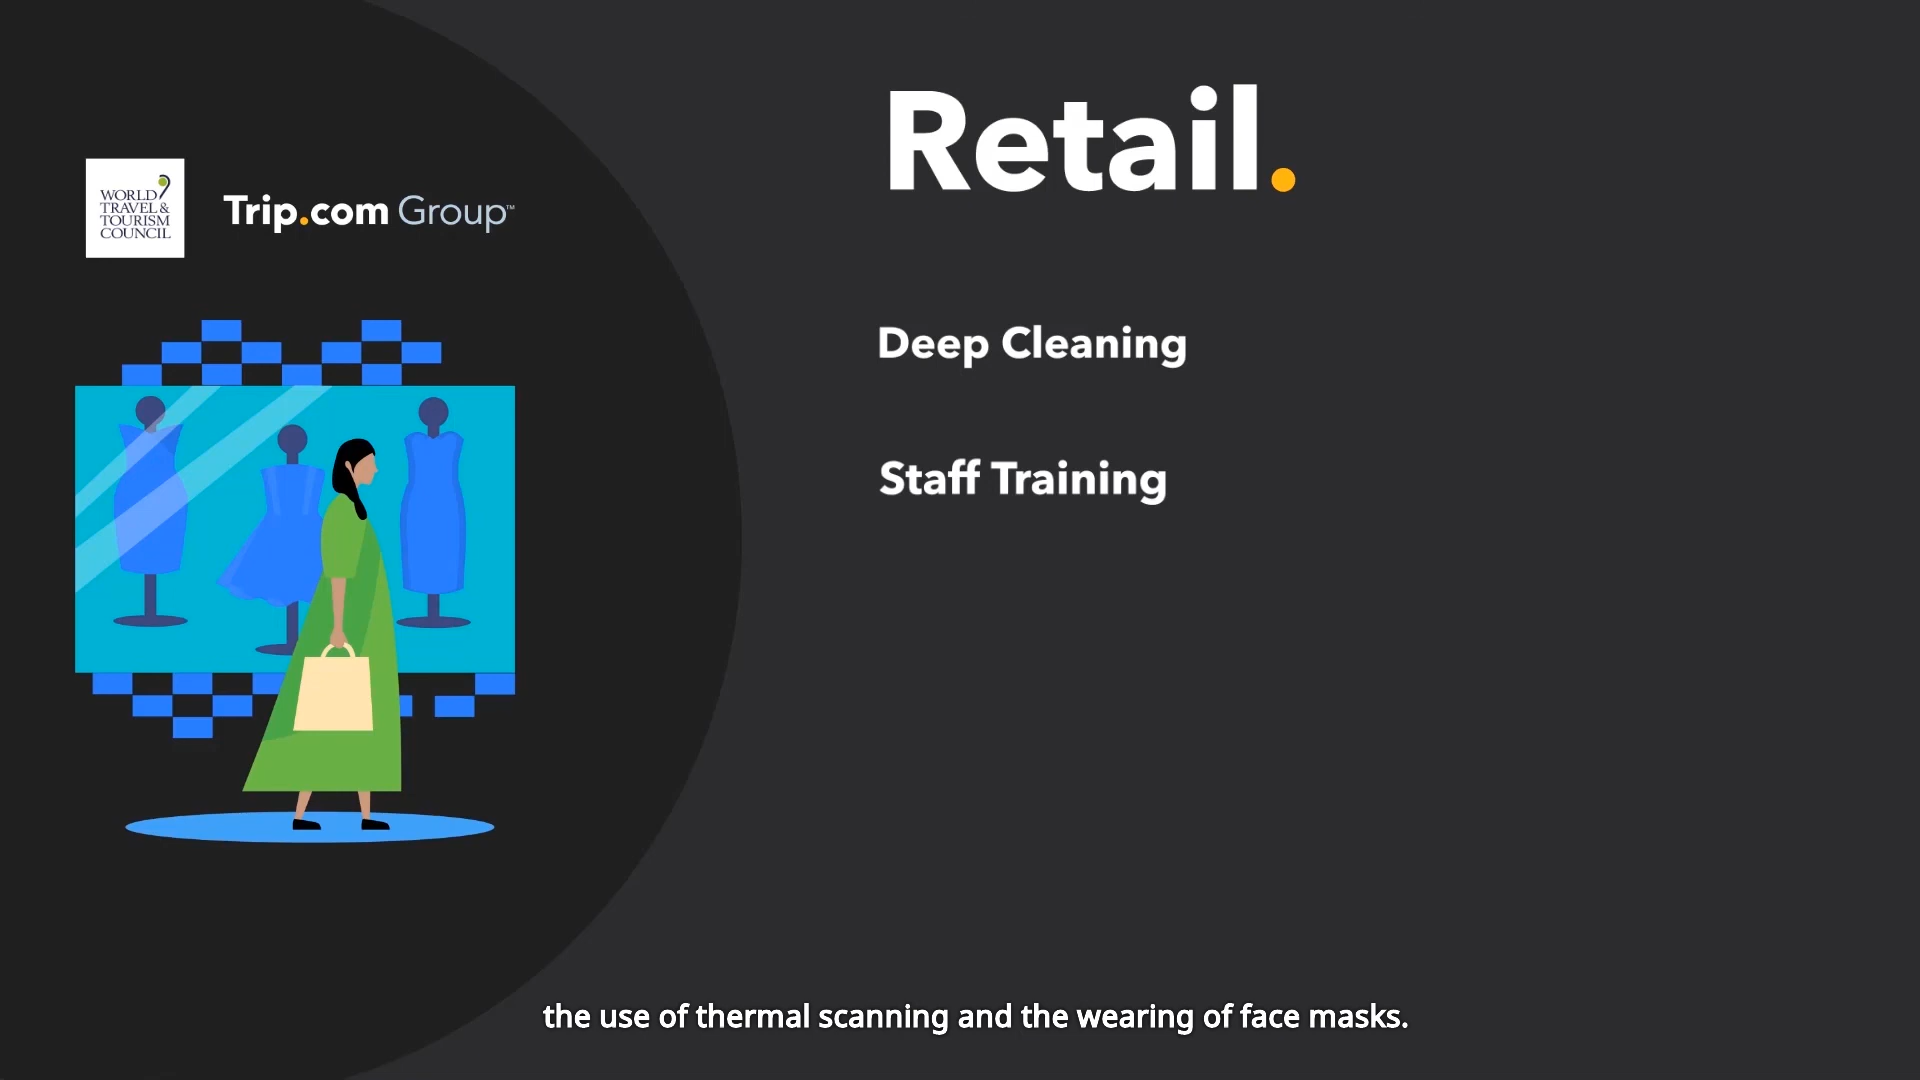 WORLD
TRAVEL &
TOURISM
COUNCIL
Trip.com Group™
Retail.
Deep Cleaning
Staff Training
the use of thermal scanning and the wearing of face masks.